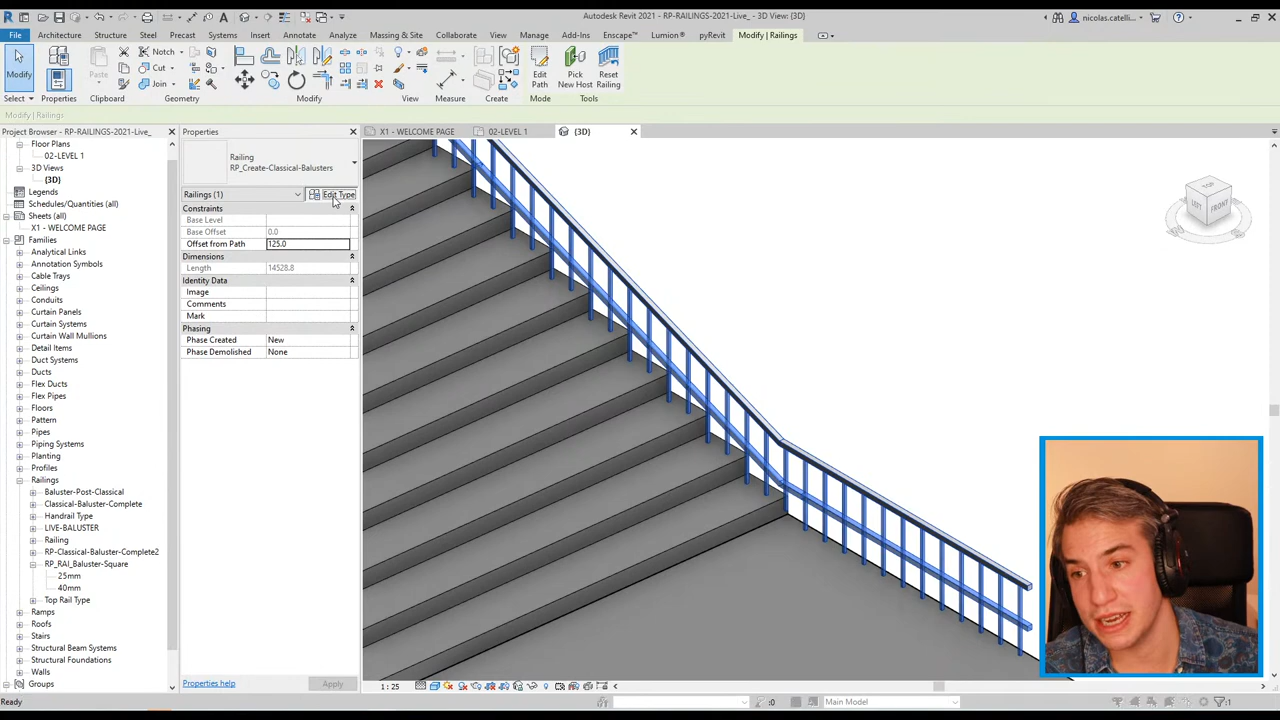 Autodesk Revit 2021 - RP-RAILINGS-2021-Live_ - 3D View: {3D}
nicolas.catelli...
File Architecture Structure Steel Precast Systems Insert Annotate Analyze Massing & Site Collaborate View Manage Add-Ins Enscape™ Lumion® pyRevit Modify | Railings
Modify
Properties
Paste
Notch
Cut
Join
Edit Path
Pick New Host
Reset Railing
Select Properties Clipboard Geometry Modify View Measure Create Mode Tools
Modify | Railings
Project Browser - RP-RAILINGS-2021-Live_
Floor Plans
02-LEVEL 1
3D Views
{3D}
Legends
Schedules/Quantities (all)
Sheets (all)
X1 - WELCOME PAGE
Families
Analytical Links
Annotation Symbols
Cable Trays
Ceilings
Conduits
Curtain Panels
Curtain Systems
Curtain Wall Mullions
Detail Items
Duct Systems
Ducts
Flex Ducts
Flex Pipes
Floors
Pattern
Pipes
Piping Systems
Planting
Profiles
Railings
Baluster-Post-Classical
Classical-Baluster-Complete
Handrail Type
LIVE-BALUSTER
Railing
RP-Classical-Baluster-Complete2
RP_RAI_Baluster-Square
25mm
40mm
Top Rail Type
Ramps
Roofs
Stairs
Structural Beam Systems
Structural Foundations
Walls
Groups
Properties
Railing
RP_Create-Classical-Balusters
Railings (1)
Edit Type
Constraints
Base Level
Base Offset 0.0
Offset from Path 125.0
Dimensions
Length 14528.8
Identity Data
Image
Comments
Mark
Phasing
Phase Created New
Phase Demolished None
Properties help
Apply
X1 - WELCOME PAGE
02-LEVEL 1
{3D}
LEFT FRONT
1 : 25
Ready
:0
Main Model
:1